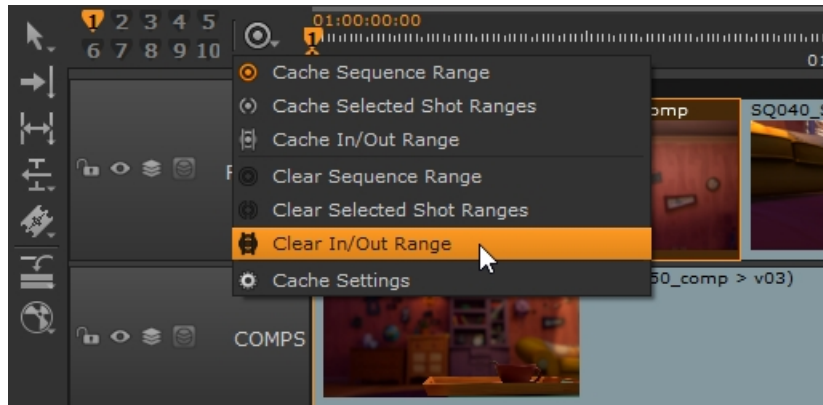 1 2 3 4 5
6 7 8 9 10
01:00:00:00
1
Cache Sequence Range
Cache Selected Shot Ranges
Cache In/Out Range
Clear Sequence Range
Clear Selected Shot Ranges
Clear In/Out Range
Cache Settings
omp
SQ040_
50_comp > v03)
COMPS